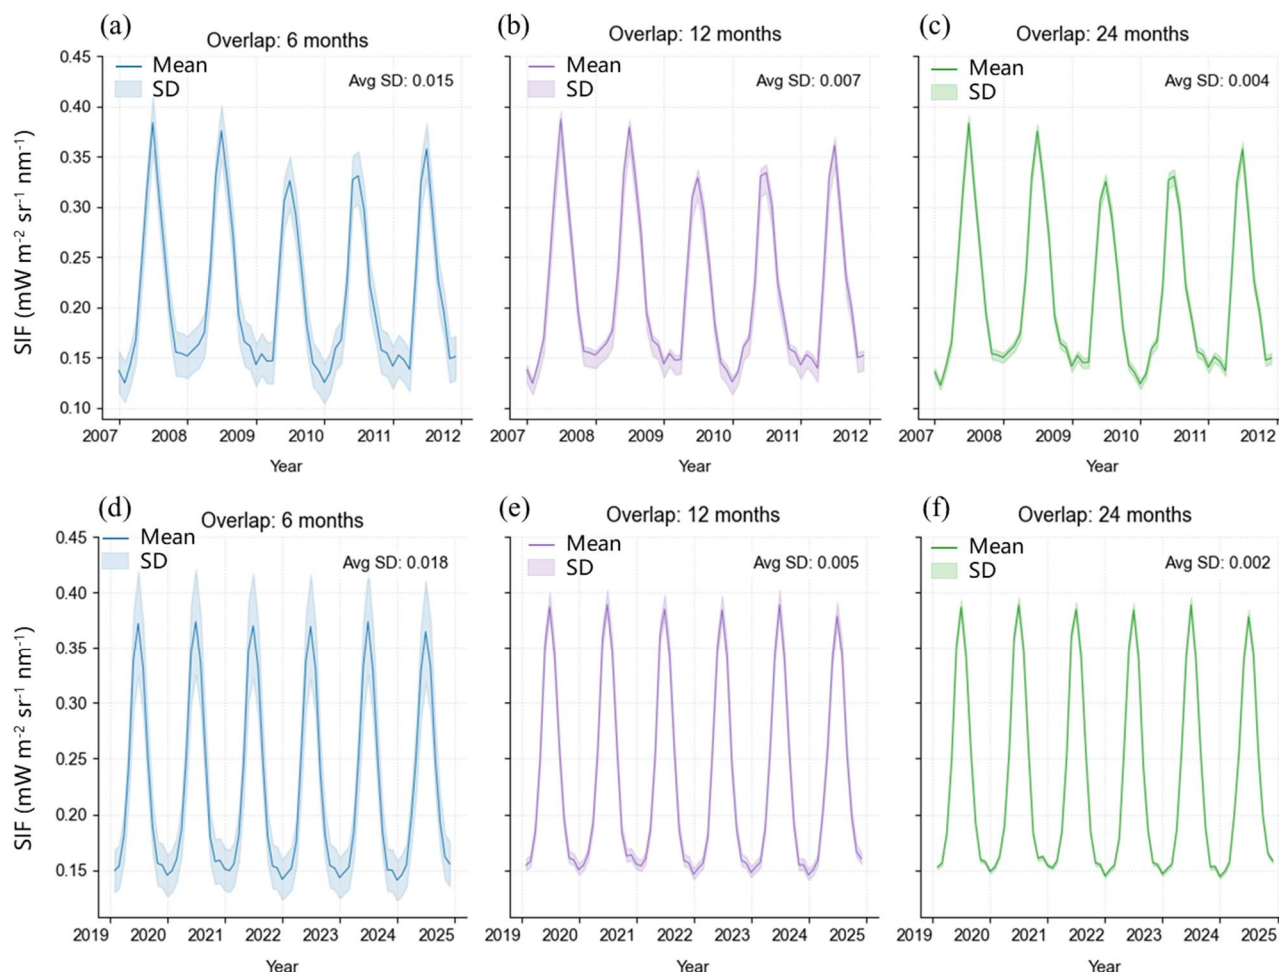 (a)
Overlap: 6 months
Mean
SD
Avg SD: 0.015
SIF (mW m⁻² sr⁻¹ nm⁻¹)
0.45
0.40
0.35
0.30
0.25
0.20
0.15
0.10
2007 2008 2009 2010 2011 2012
Year
(b)
Overlap: 12 months
Mean
SD
Avg SD: 0.007
2007 2008 2009 2010 2011 2012
Year
(c)
Overlap: 24 months
Mean
SD
Avg SD: 0.004
2007 2008 2009 2010 2011 2012
Year
(d)
Overlap: 6 months
Mean
SD
Avg SD: 0.018
SIF (mW m⁻² sr⁻¹ nm⁻¹)
0.45
0.40
0.35
0.30
0.25
0.20
0.15
2019 2020 2021 2022 2023 2024 2025
Year
(e)
Overlap: 12 months
Mean
SD
Avg SD: 0.005
2019 2020 2021 2022 2023 2024 2025
Year
(f)
Overlap: 24 months
Mean
SD
Avg SD: 0.002
2019 2020 2021 2022 2023 2024 2025
Year